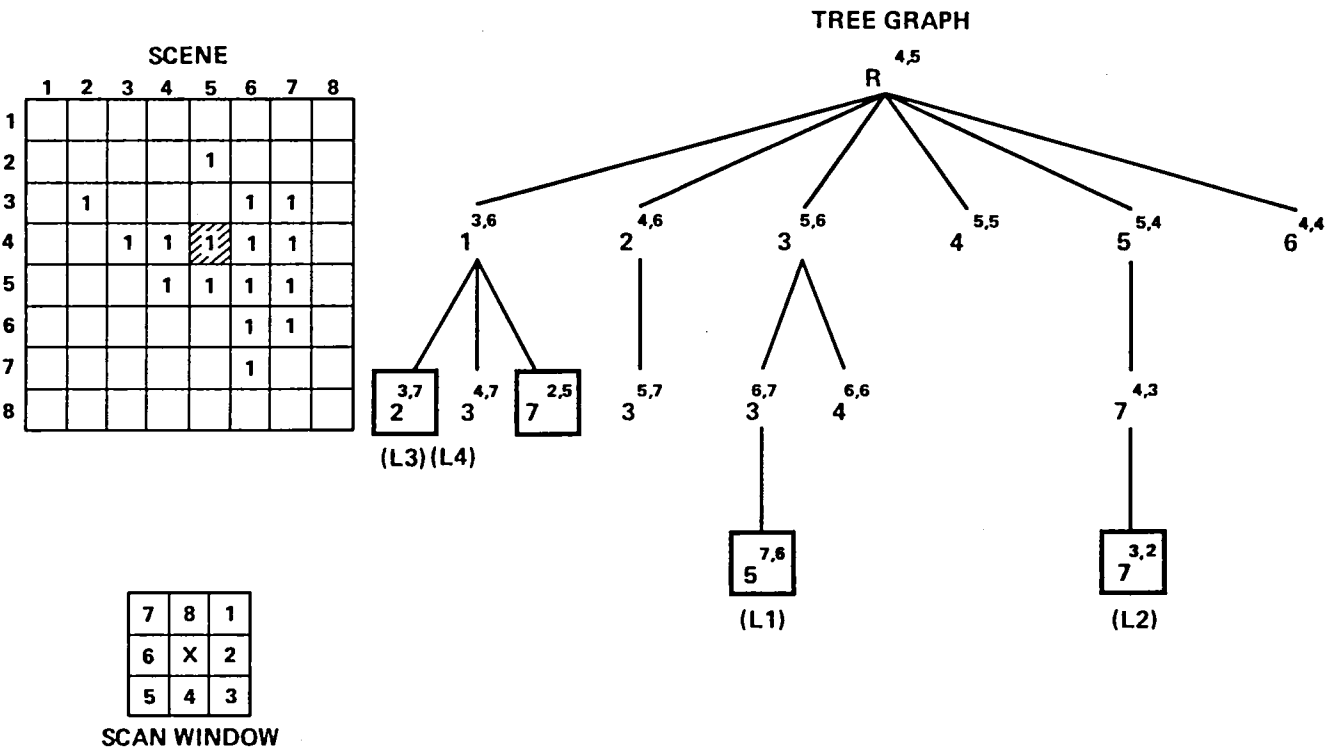 TREE GRAPH
SCENE
1 2 3 4 5 6 7 8
1
2 1
3 1 1 1
4 1 1 1 1 1
5 1 1 1 1
6 1 1
7 1
8
R 4,5
1 3,6 2 4,6 3 5,6 4 5,5 5 5,4 6 4,4
2 3,7 3 4,7 7 2,5 3 5,7 3 6,7 4 6,6 7 4,3
(L3) (L4)
5 7,6 7 3,2
(L1) (L2)
7 8 1
6 X 2
5 4 3
SCAN WINDOW